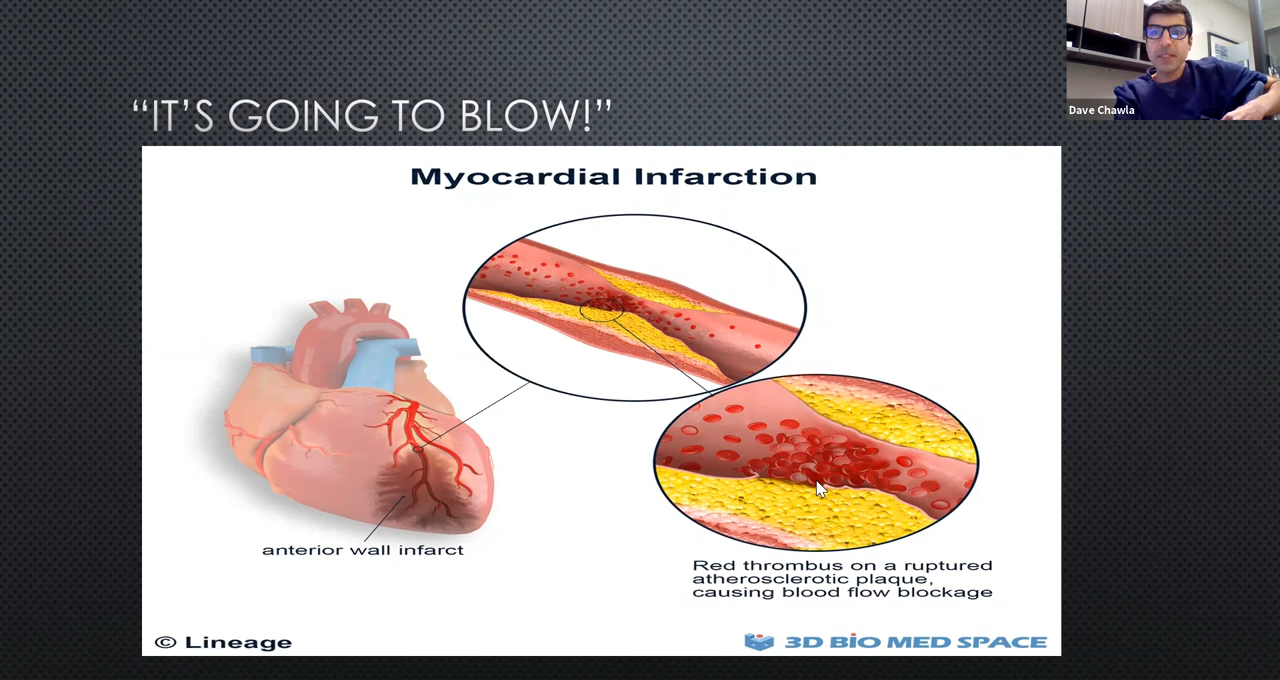 “IT’S GOING TO BLOW!”
Dave Chawla
Myocardial Infarction
anterior wall infarct
Red thrombus on a ruptured
atherosclerotic plaque,
causing blood flow blockage
© Lineage
3D BIO MED SPACE